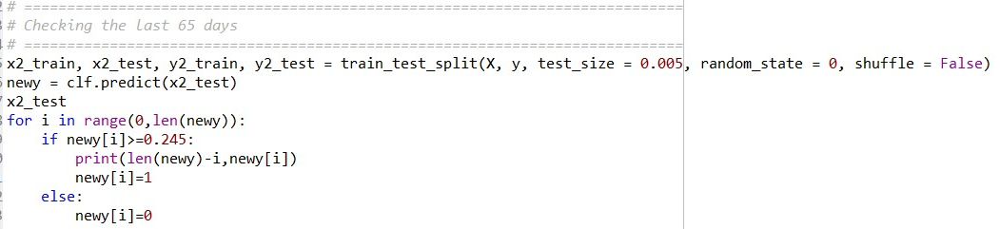 # =============================================================================
# Checking the last 65 days
# =============================================================================
x2_train, x2_test, y2_train, y2_test = train_test_split(X, y, test_size = 0.005, random_state = 0, shuffle = False)
newy = clf.predict(x2_test)
x2_test
for i in range(0,len(newy)):
    if newy[i]>=0.245:
        print(len(newy)-i,newy[i])
        newy[i]=1
    else:
        newy[i]=0